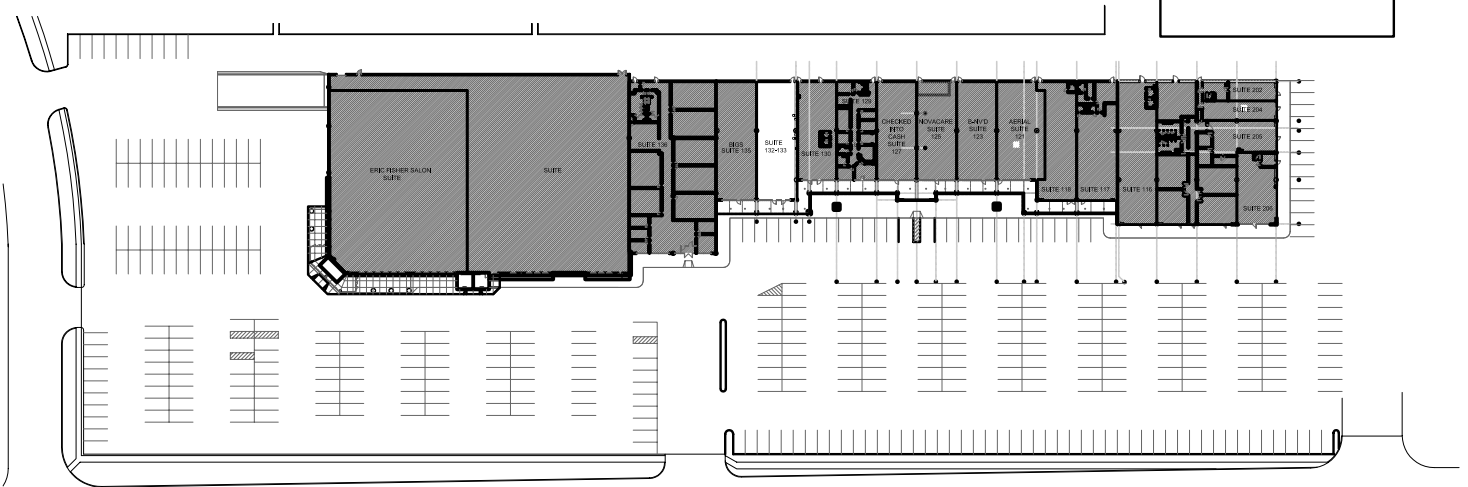 ERIC FISHER SALON
SUITE
SUITE
SUITE 136
BIGS
SUITE 135
SUITE
132-133
SUITE 130
SUITE 129
CHECKED
INTO
CASH
SUITE
127
NOVACARE
SUITE
125
SUITE
123
AERIAL
SUITE
121
SUITE 118
SUITE 117
SUITE 116
SUITE 202
SUITE 204
SUITE 205
SUITE 206